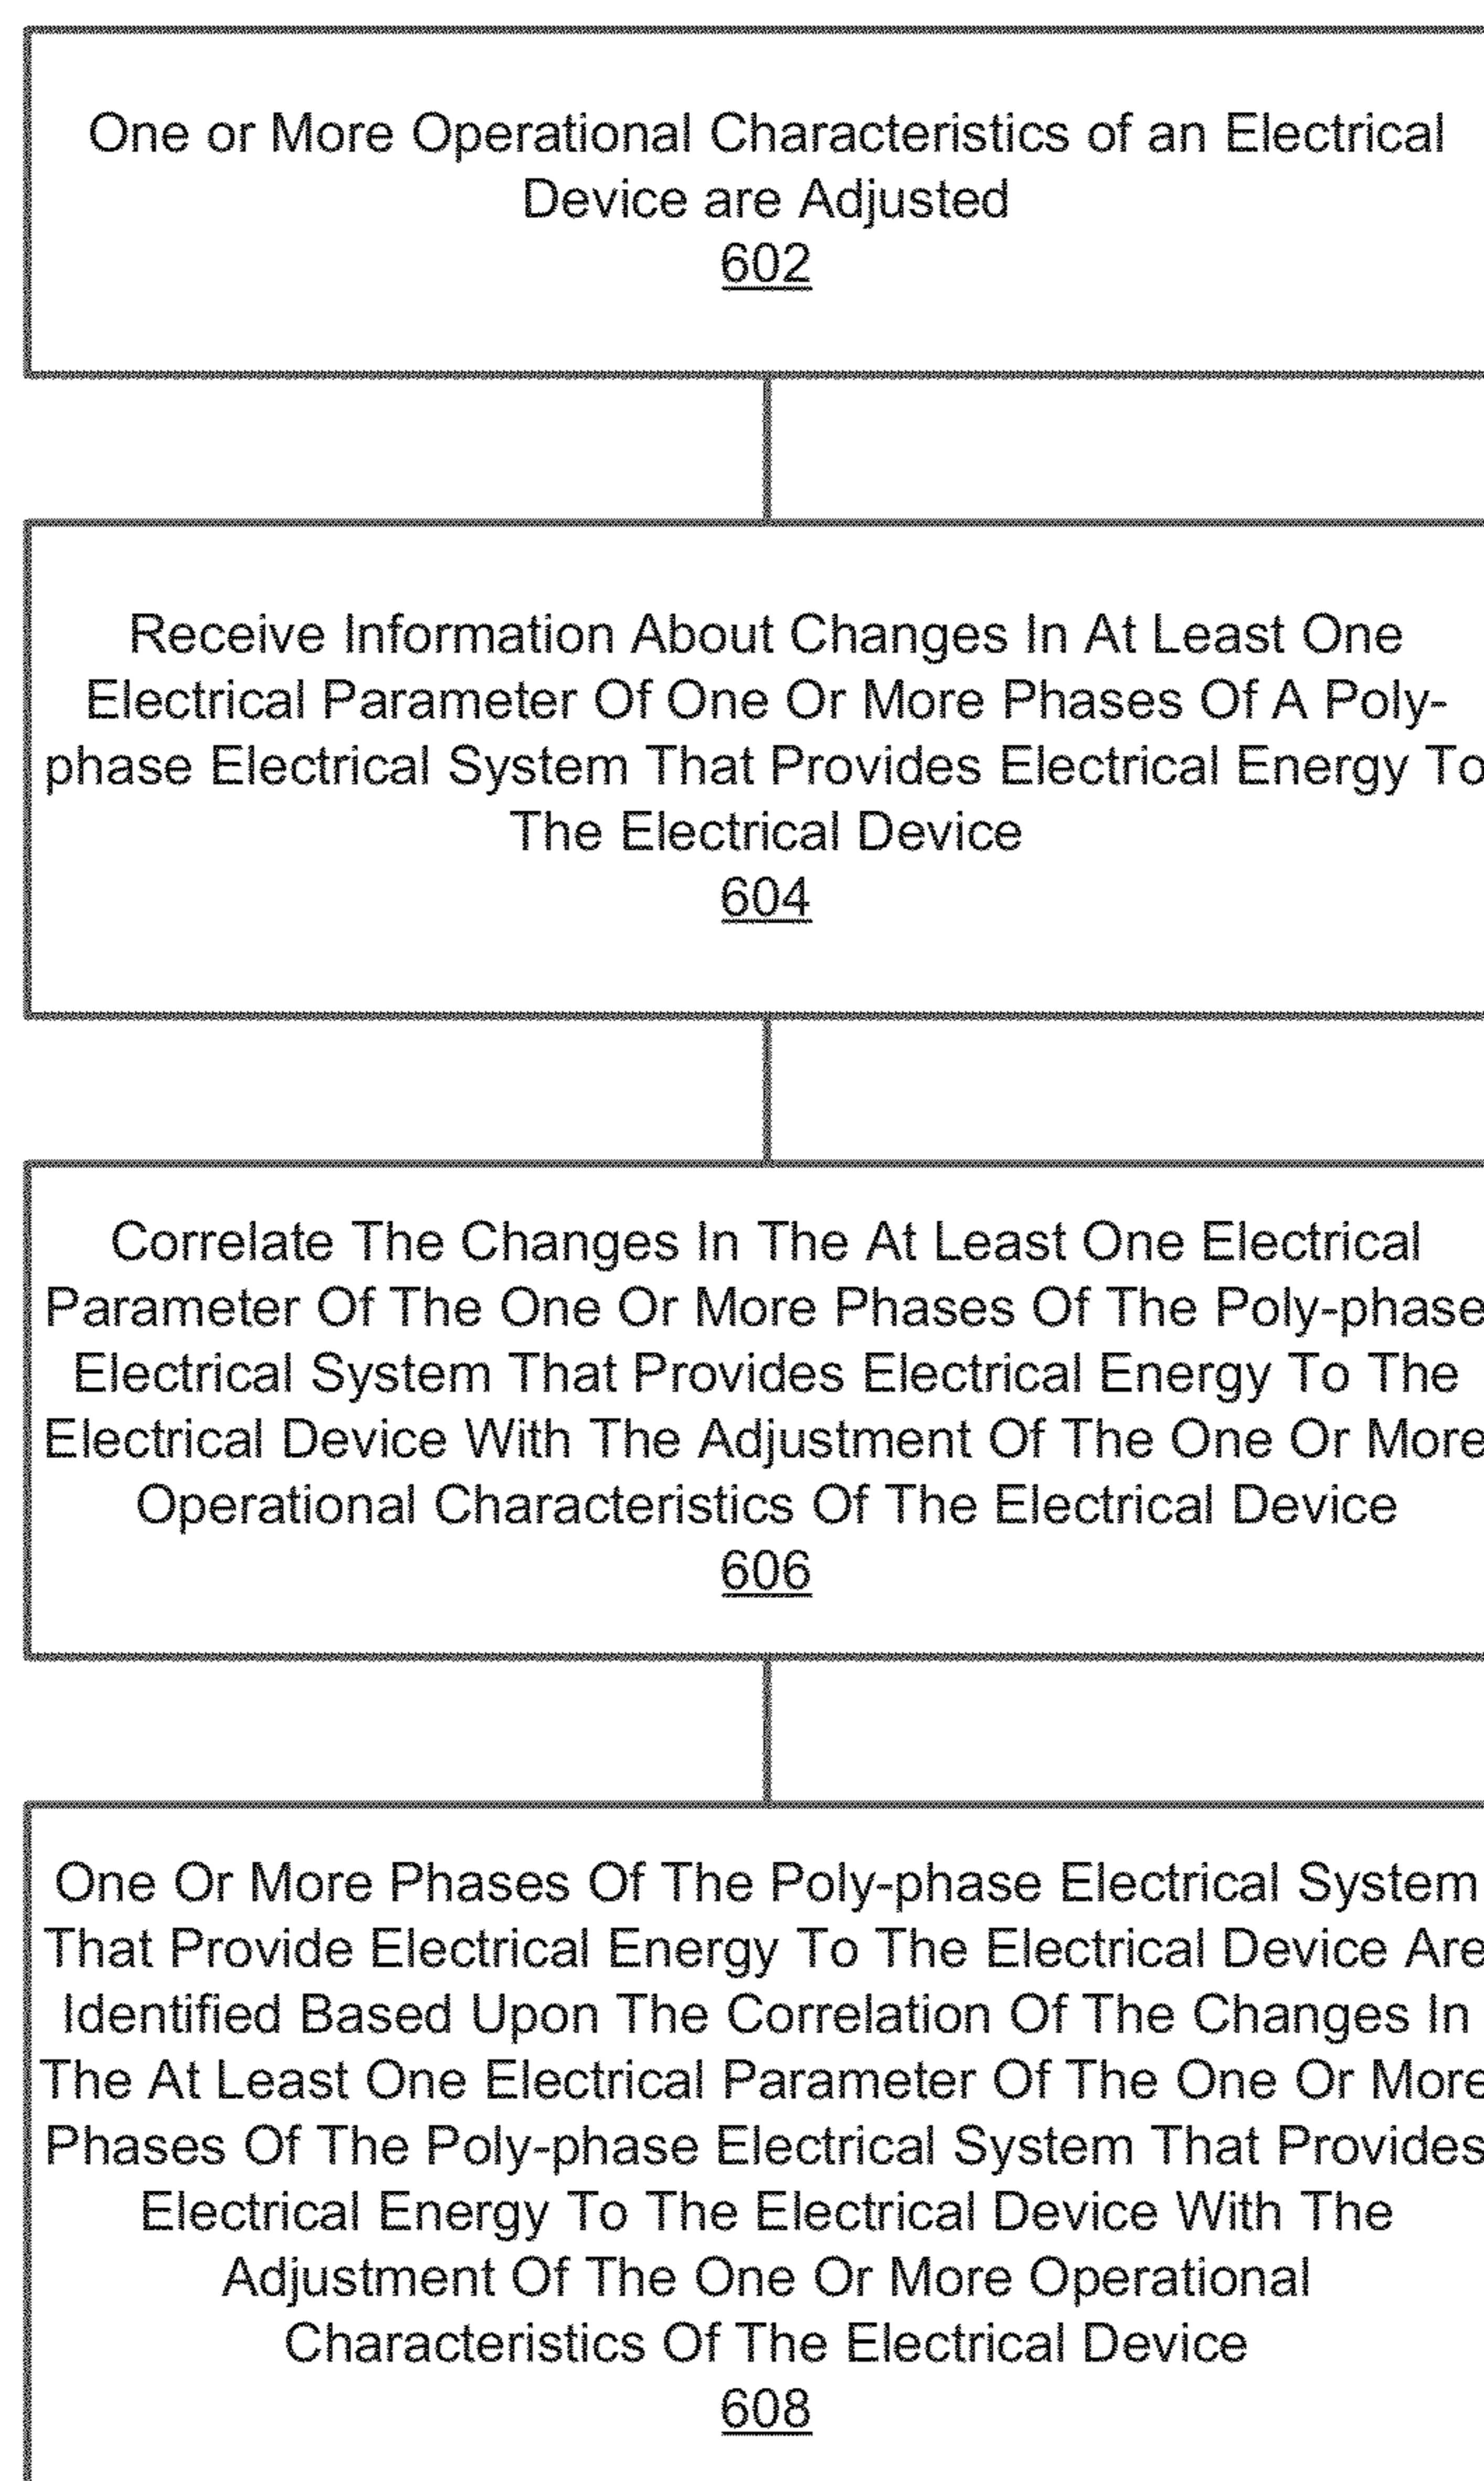 One or More Operational Characteristics of an Electrical
Device are Adjusted
602
Receive Information About Changes In At Least One
Electrical Parameter Of One Or More Phases Of A Poly-
phase Electrical System That Provides Electrical Energy To
The Electrical Device
604
Correlate The Changes In The At Least One Electrical
Parameter Of The One Or More Phases Of The Poly-phase
Electrical System That Provides Electrical Energy To The
Electrical Device With The Adjustment Of The One Or More
Operational Characteristics Of The Electrical Device
606
One Or More Phases Of The Poly-phase Electrical System
That Provide Electrical Energy To The Electrical Device Are
Identified Based Upon The Correlation Of The Changes In
The At Least One Electrical Parameter Of The One Or More
Phases Of The Poly-phase Electrical System That Provides
Electrical Energy To The Electrical Device With The
Adjustment Of The One Or More Operational
Characteristics Of The Electrical Device
608